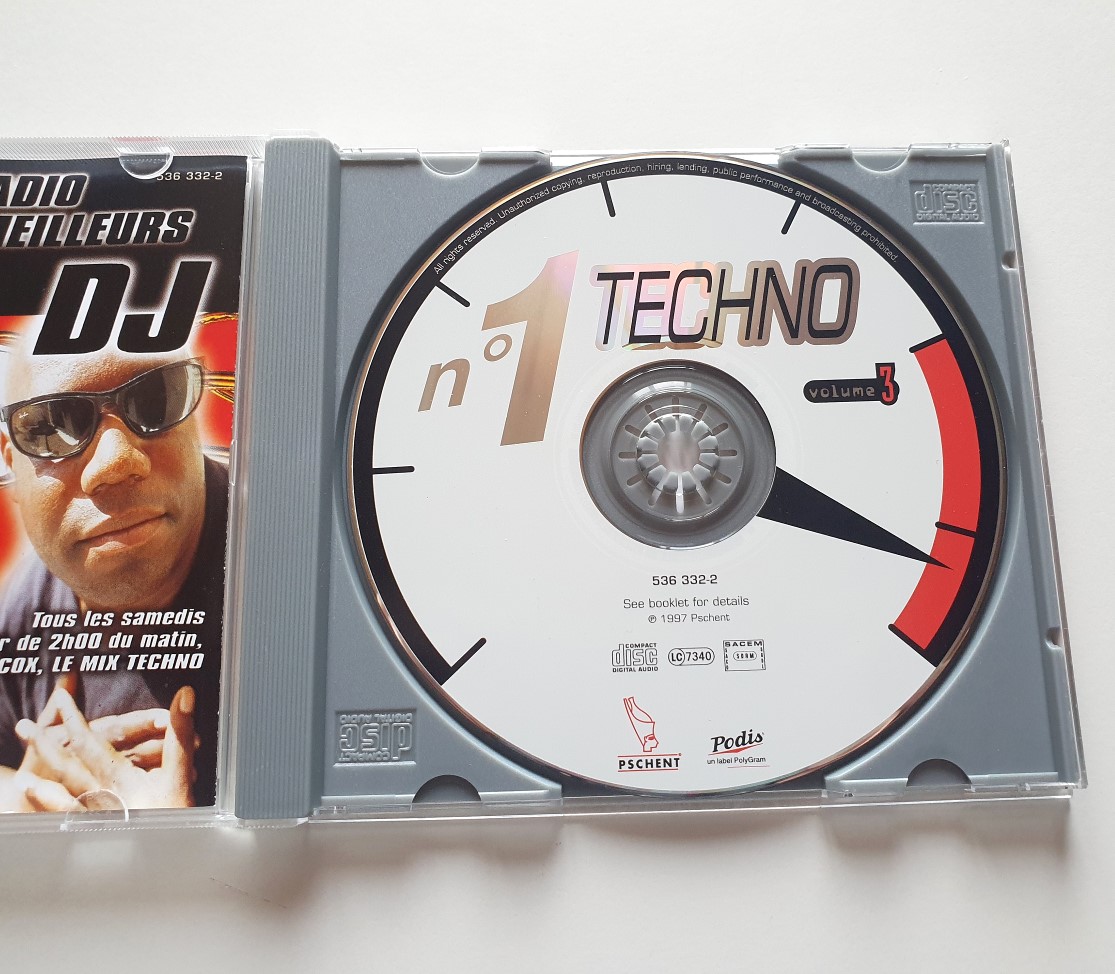 536 332-2
ADIO
MEILLEURS
DJ
Tous les samedis
r de 2h00 du matin,
COX, LE MIX TECHNO
All rights reserved. Unauthorized copying, reproduction, hiring, lending, public performance and broadcasting prohibited.
n°1 TECHNO
volume 3
536 332-2
See booklet for details
℗ 1997 Pschent
COMPACT
disc
DIGITAL AUDIO
LC 7340
SACEM
SDRM
PSCHENT
Podis
un label PolyGram
COMPACT
disc
DIGITAL AUDIO
COMPACT
disc
DIGITAL AUDIO